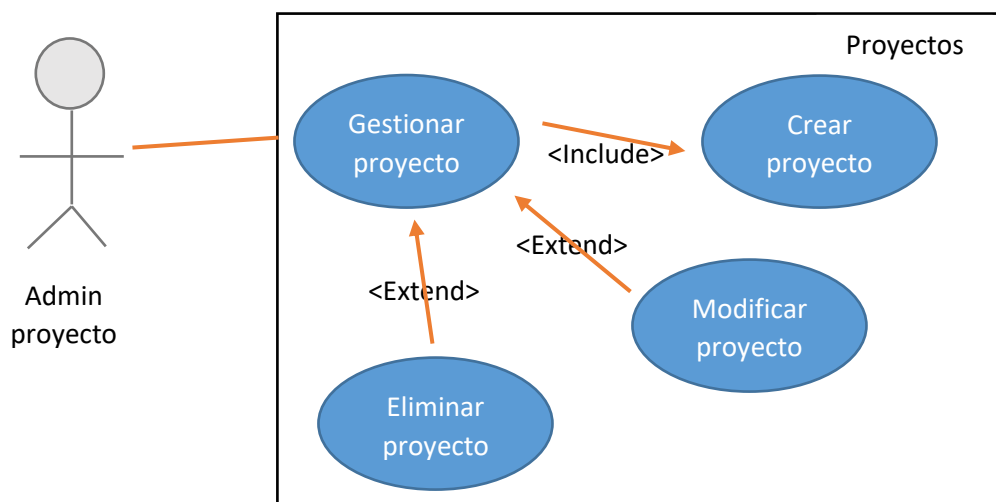 Proyectos
Gestionar
proyecto
Crear
proyecto
<Include>
<Extend>
<Extend>
Admin
proyecto
Modificar
proyecto
Eliminar
proyecto